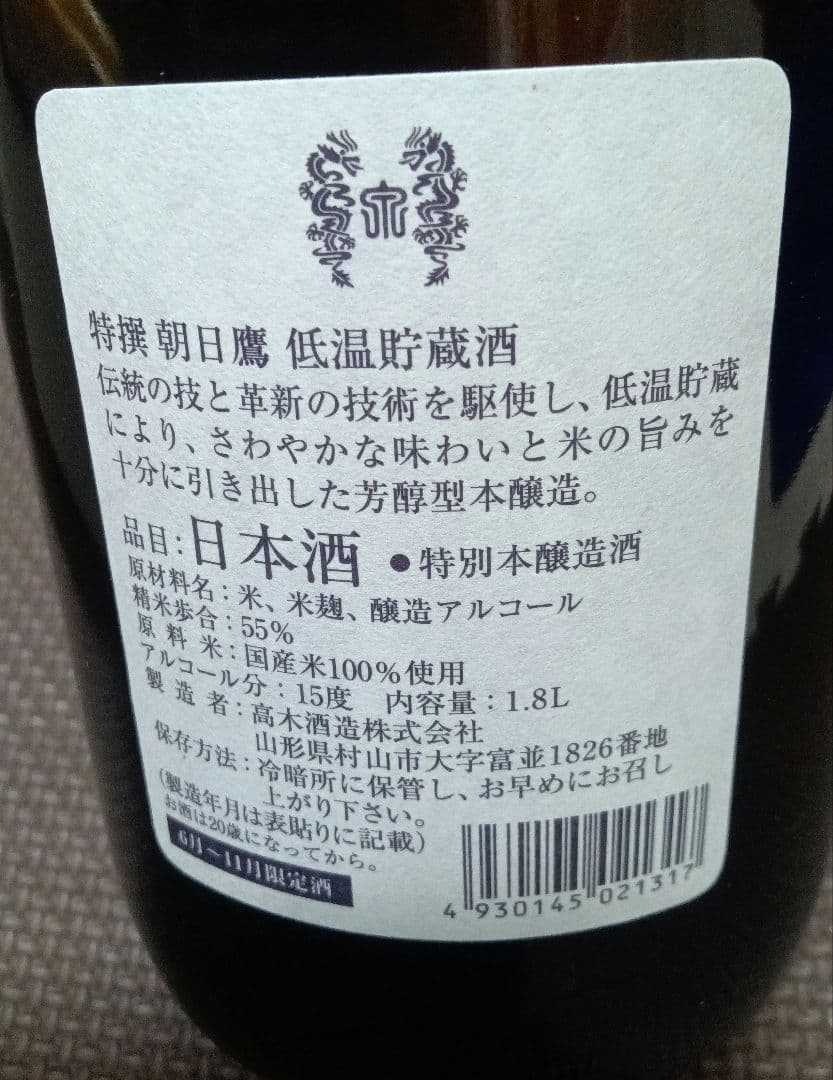 特撰 朝日鷹 低温貯蔵酒
伝統の技と革新の技術を駆使し、低温貯蔵
により、さわやかな味わいと米の旨みを
十分に引き出した芳醇型本醸造。
品目:日本酒 ●特別本醸造酒
原材料名:米、米麹、醸造アルコール
精米歩合:55%
原料米:国産米100%使用
アルコール分:15度 内容量:1.8L
製造者:高木酒造株式会社
山形県村山市大字富並1826番地
保存方法:冷暗所に保管し、お早めにお召し
上がり下さい。
(製造年月は表貼りに記載)
お酒は20歳になってから。
6月~11月限定酒
4 930145 021317